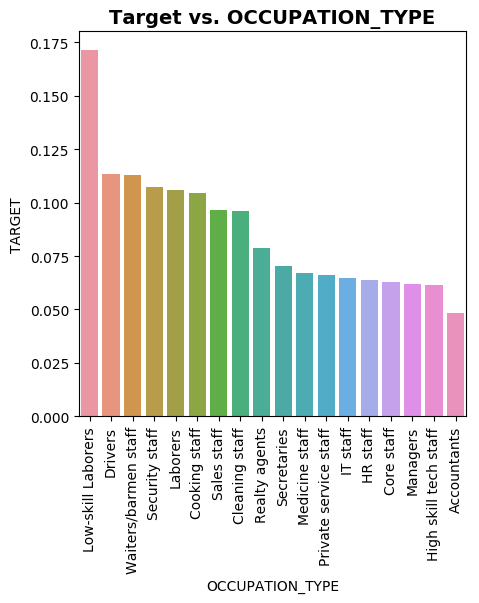 Target vs. OCCUPATION_TYPE
TARGET
0.175
0.150
0.125
0.100
0.075
0.050
0.025
0.000
Low-skill Laborers
Drivers
Waiters/barmen staff
Security staff
Laborers
Cooking staff
Sales staff
Cleaning staff
Realty agents
Secretaries
Medicine staff
Private service staff
IT staff
HR staff
Core staff
Managers
High skill tech staff
Accountants
OCCUPATION_TYPE